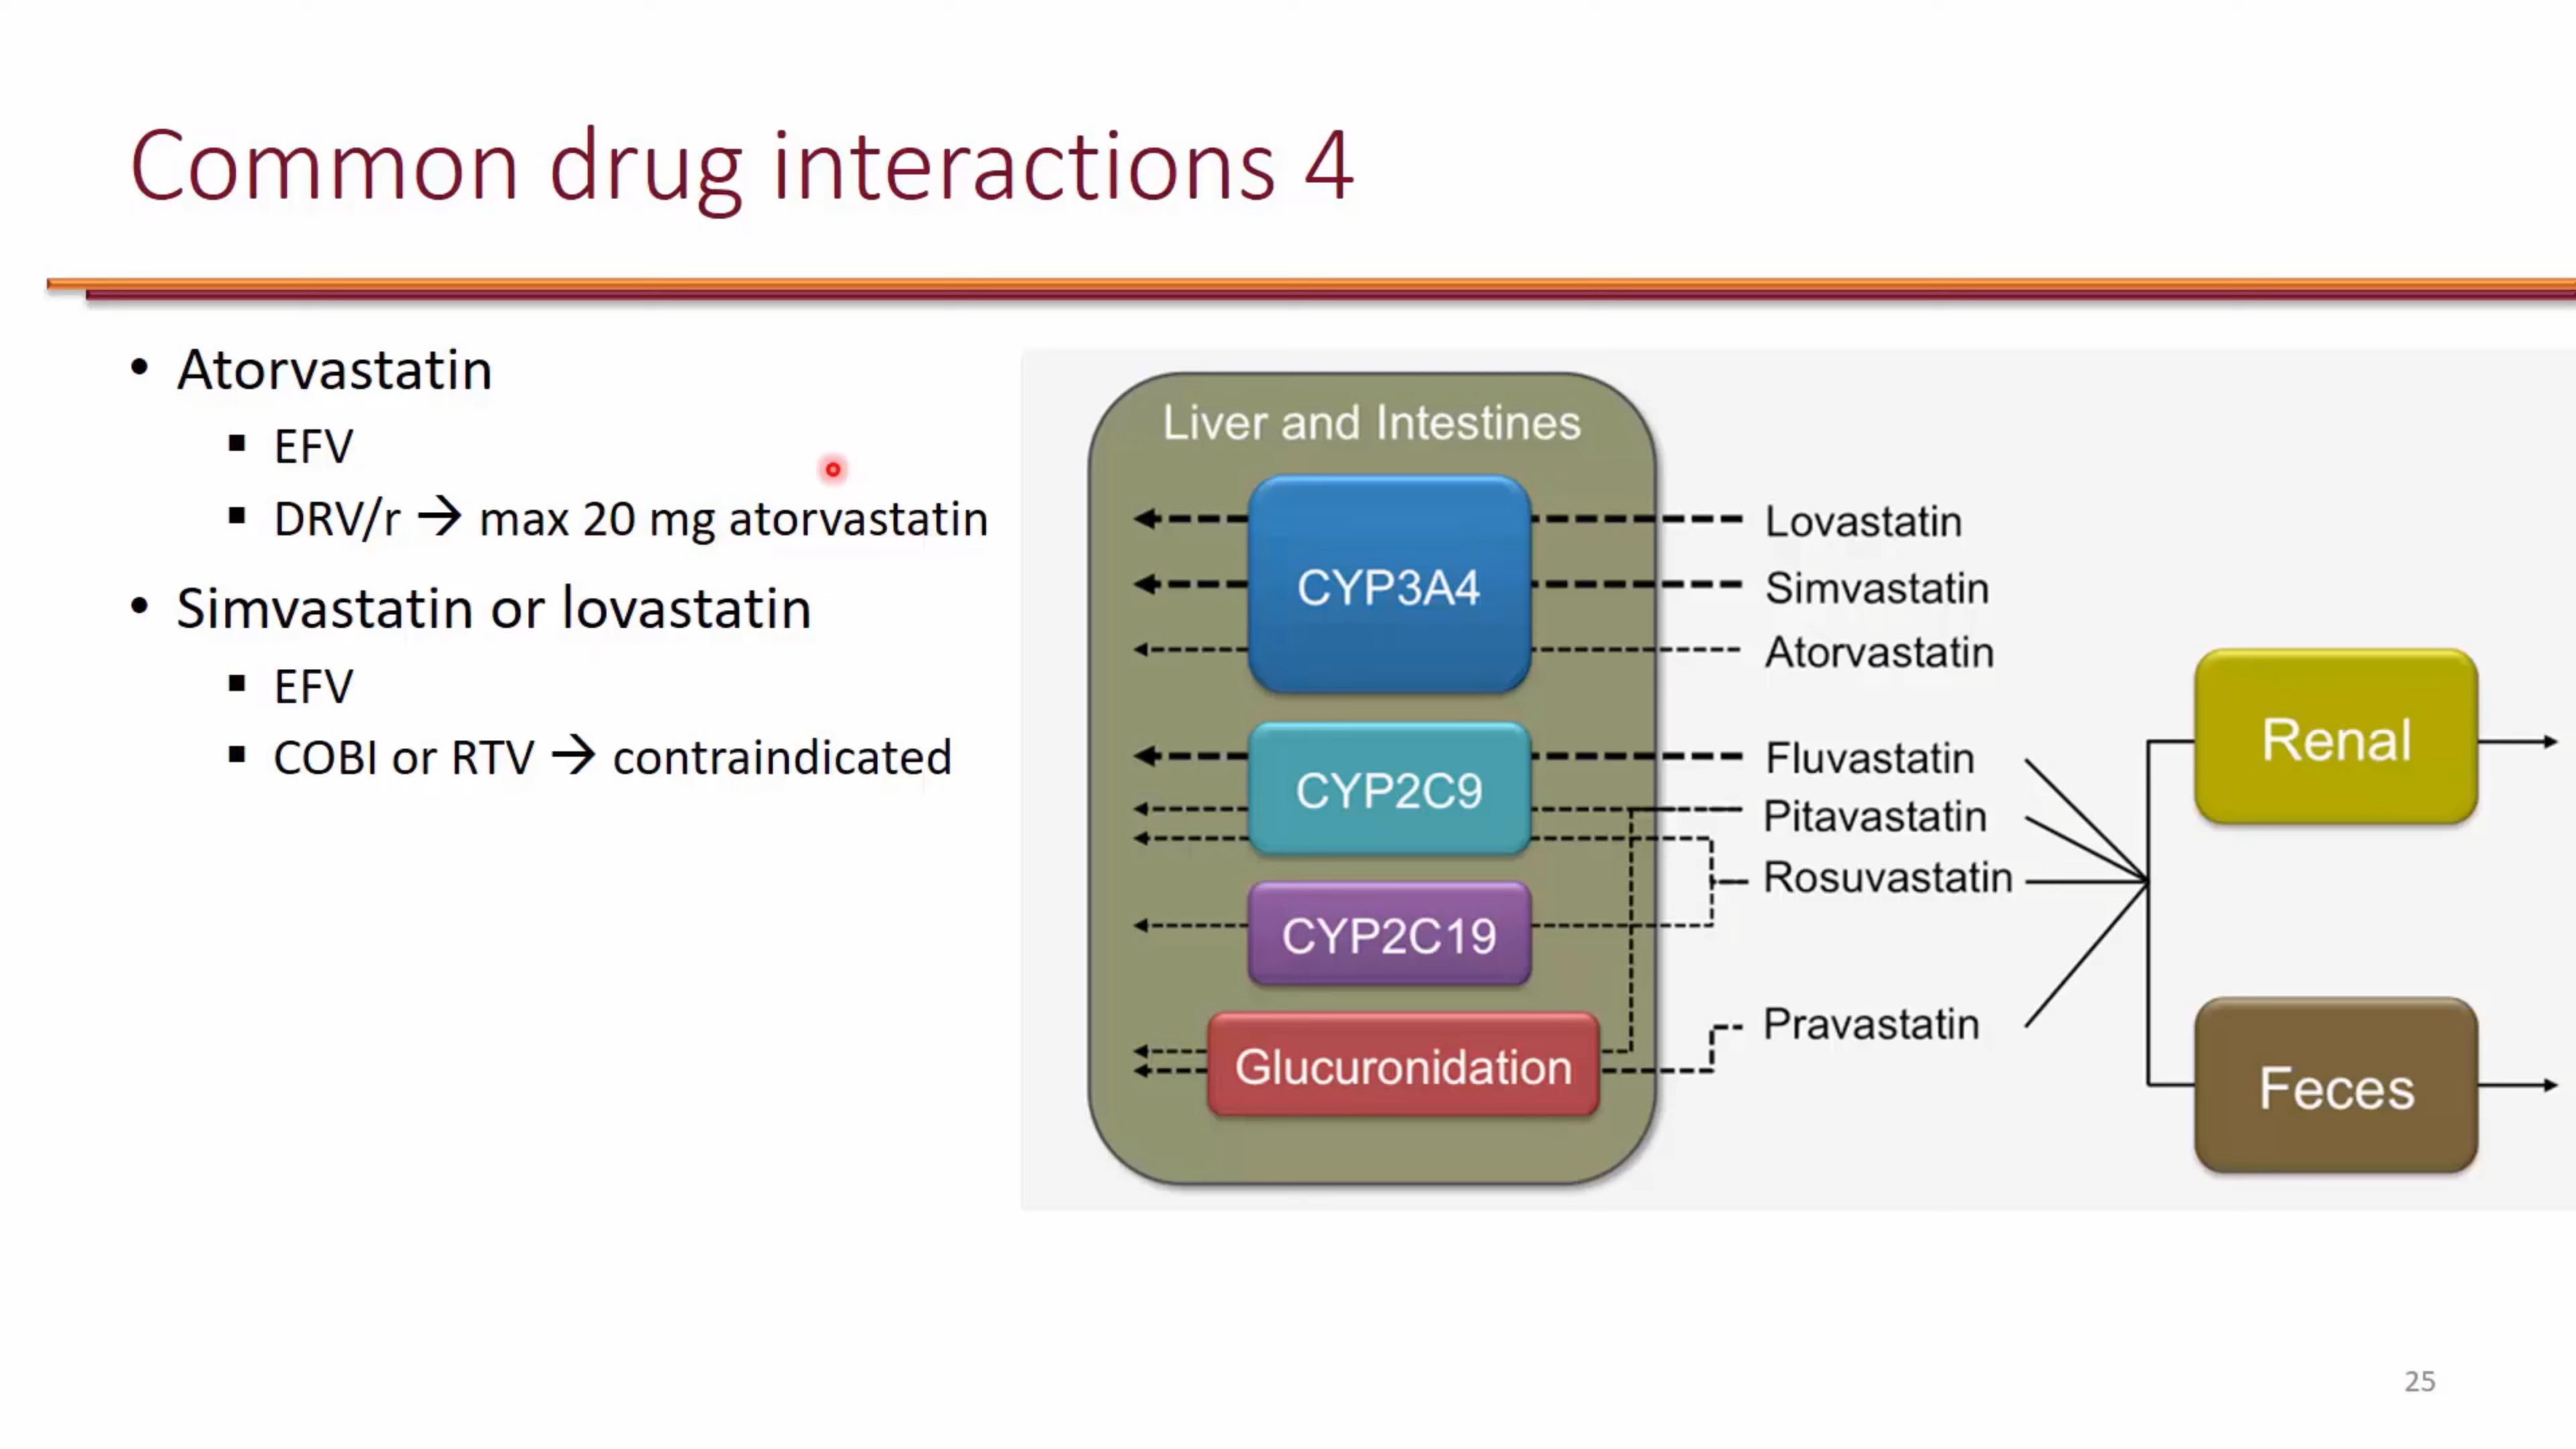 Common drug interactions 4
• Atorvastatin
▪ EFV
▪ DRV/r → max 20 mg atorvastatin
• Simvastatin or lovastatin
▪ EFV
▪ COBI or RTV → contraindicated
Liver and Intestines
CYP3A4
CYP2C9
CYP2C19
Glucuronidation
Lovastatin
Simvastatin
Atorvastatin
Fluvastatin
Pitavastatin
Rosuvastatin
Pravastatin
Renal
Feces
25